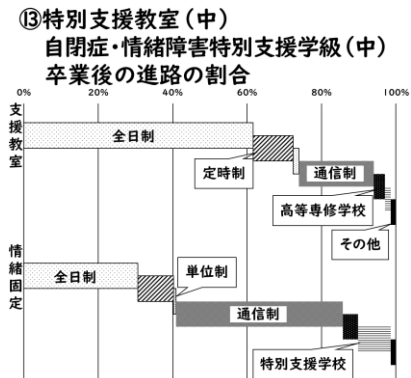 ⑬特別支援教室（中）
自閉症・情緒障害特別支援学級（中）
卒業後の進路の割合
0% 20% 40% 60% 80% 100%
支援教室
全日制
定時制
通信制
高等専修学校
その他
情緒固定
全日制
単位制
通信制
特別支援学校